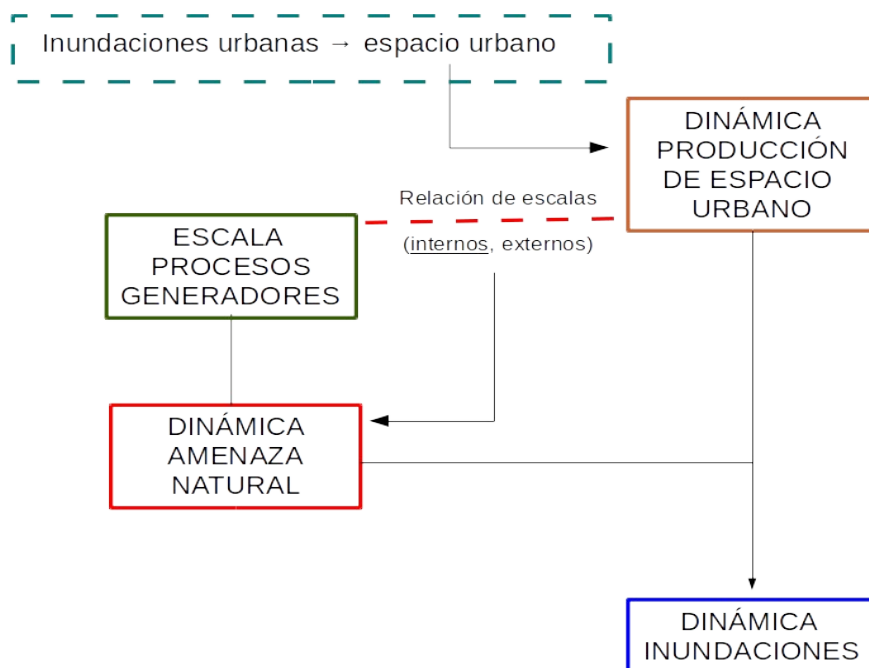 Inundaciones urbanas → espacio urbano
DINÁMICA
PRODUCCIÓN
DE ESPACIO
URBANO
Relación de escalas
(internos, externos)
ESCALA
PROCESOS
GENERADORES
DINÁMICA
AMENAZA
NATURAL
DINÁMICA
INUNDACIONES